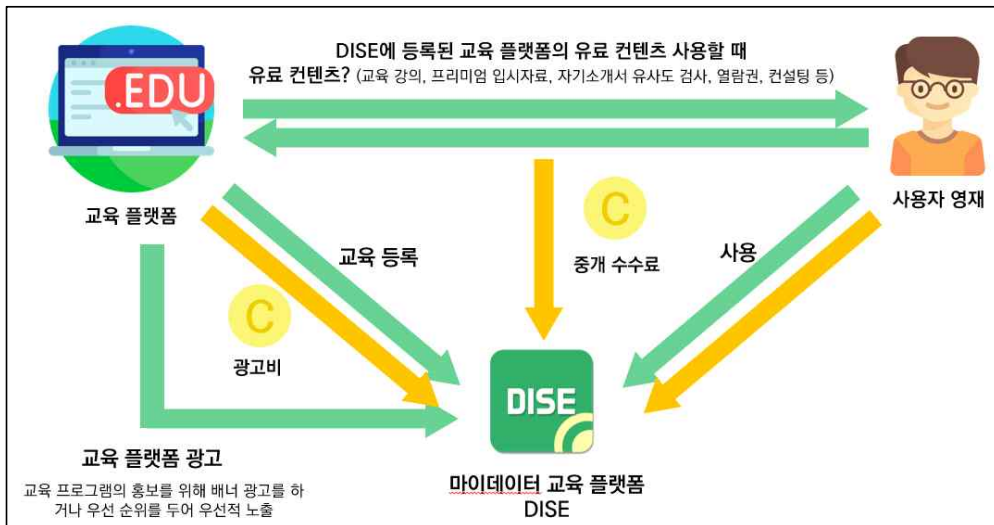 DISE에 등록된 교육 플랫폼의 유료 컨텐츠 사용할 때
유료 컨텐츠? (교육 강의, 프리미엄 입시자료, 자기소개서 유사도 검사, 열람권, 컨설팅 등)
.EDU
교육 플랫폼
사용자 영재
C
중개 수수료
교육 등록
사용
C
광고비
DISE
교육 플랫폼 광고
교육 프로그램의 홍보를 위해 배너 광고를 하
거나 우선 순위를 두어 우선적 노출
마이데이터 교육 플랫폼
DISE